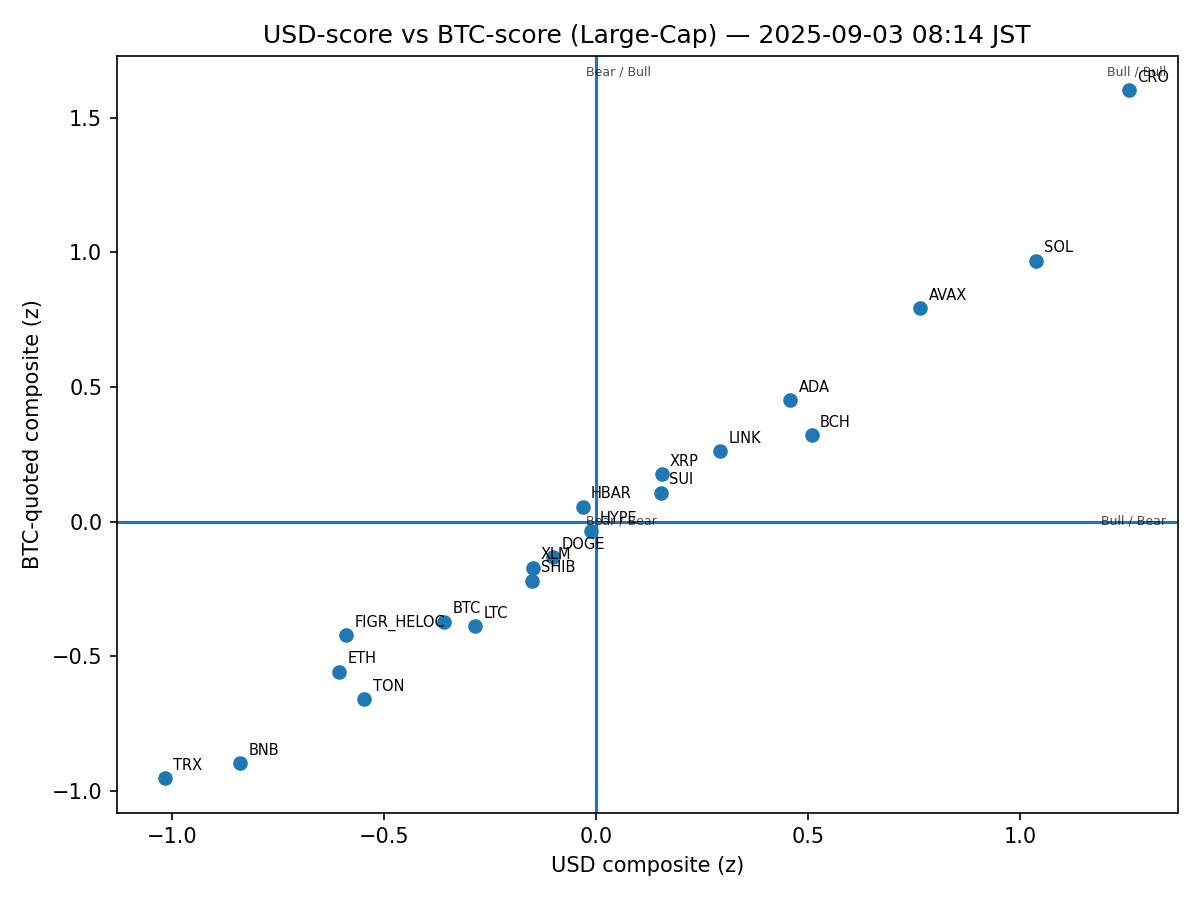 USD-score vs BTC-score (Large-Cap) — 2025-09-03 08:14 JST
Bear / Bull
Bull / Bull
CRO
1.5
SOL
1.0
AVAX
ADA
0.5
BCH
LINK
XRP
SUI
HBAR
HYPE
0.0
Bear / Bear
Bull / Bear
DOGE
XLM
SHIB
BTC
LTC
FIGR_HELOC
−0.5
ETH
TON
BNB
TRX
−1.0
−1.0
−0.5
0.0
0.5
1.0
USD composite (z)
BTC-quoted composite (z)